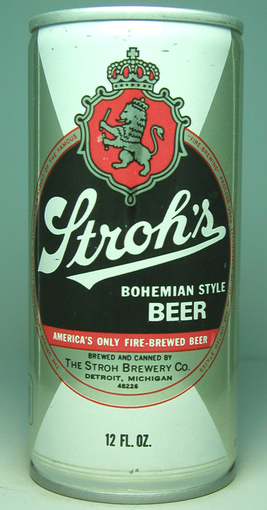 Stroh's
BOHEMIAN STYLE
BEER
AMERICA'S ONLY FIRE-BREWED BEER
BREWED AND CANNED BY
THE STROH BREWERY CO.
DETROIT, MICHIGAN
48226
12 FL. OZ.